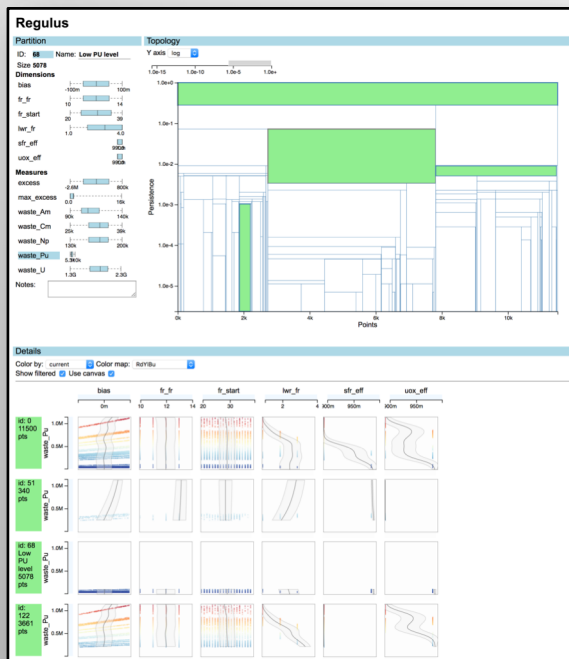 Regulus
Partition
ID: 68 Name: Low PU level
Size 5078
Dimensions
bias
-100m 100m
fr_fr
10 14
fr_start
20 39
lwr_fr
1.0 4.0
sfr_eff
uox_eff
Measures
excess
-2.6M 800k
max_excess
0.0 16k
waste_Am
90k 140k
waste_Cm
25k 39k
waste_Np
130k 200k
waste_Pu
waste_U
1.3G 2.3G
Notes:
Topology
Y axis log
1.0e-15 1.0e-10 1.0e-5 1.0e+
1.0e+0
1.0e-1
1.0e-2
1.0e-3
1.0e-4
1.0e-5
Persistence
0k 2k 6k 8k 10k
Points
Details
Color by: current Color map: RdYlBu
Show filtered Use canvas
bias fr_fr fr_start lwr_fr sfr_eff uox_eff
0m 10 12 14 20 30 2 4 950m 950m
id: 0
11500
pts
waste_Pu
1.0M
0.5M
id: 51
340
pts
waste_Pu
1.0M
0.5M
id: 68
Low
PU
level
5078
pts
waste_Pu
1.0M
0.5M
id:
122
3661
pts
waste_Pu
1.0M
0.5M